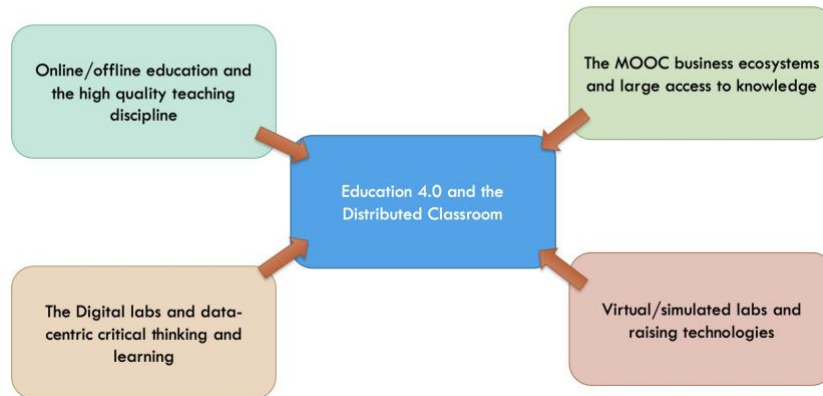 Online/offline education and
the high quality teaching
discipline
The MOOC business ecosystems
and large access to knowledge
Education 4.0 and the
Distributed Classroom
The Digital labs and data-
centric critical thinking and
learning
Virtual/simulated labs and
raising technologies